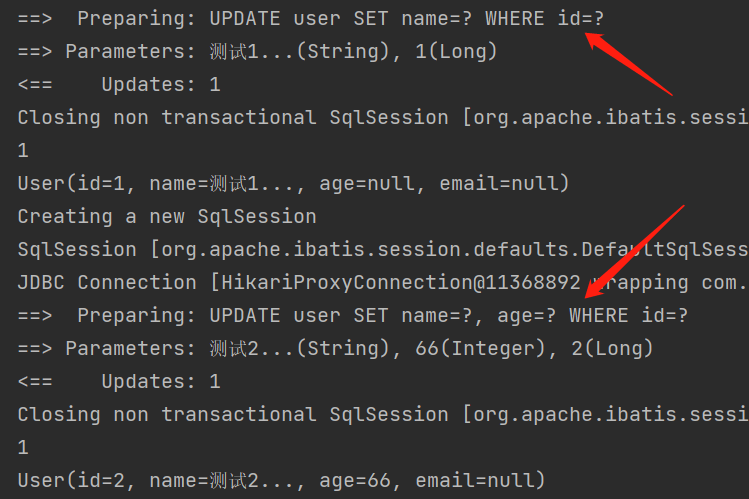 ==>  Preparing: UPDATE user SET name=? WHERE id=?
==> Parameters: 测试1...(String), 1(Long)
<==    Updates: 1
Closing non transactional SqlSession [org.apache.ibatis.sessi
1
User(id=1, name=测试1..., age=null, email=null)
Creating a new SqlSession
SqlSession [org.apache.ibatis.session.defaults.DefaultSqlSess
JDBC Connection [HikariProxyConnection@11368892 wrapping com.
==>  Preparing: UPDATE user SET name=?, age=? WHERE id=?
==> Parameters: 测试2...(String), 66(Integer), 2(Long)
<==    Updates: 1
Closing non transactional SqlSession [org.apache.ibatis.sessi
1
User(id=2, name=测试2..., age=66, email=null)